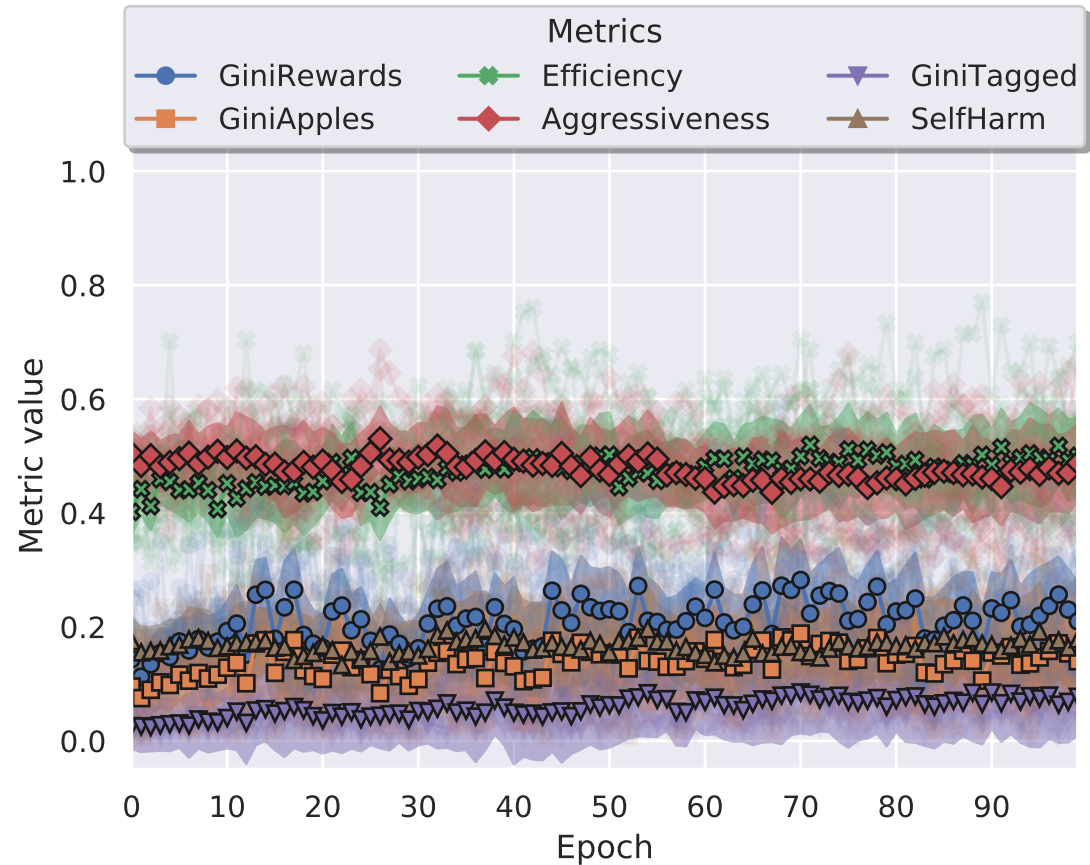 Metrics
GiniRewards Efficiency GiniTagged
GiniApples Aggressiveness SelfHarm
1.0
0.8
0.6
0.4
0.2
0.0
Metric value
0 10 20 30 40 50 60 70 80 90
Epoch